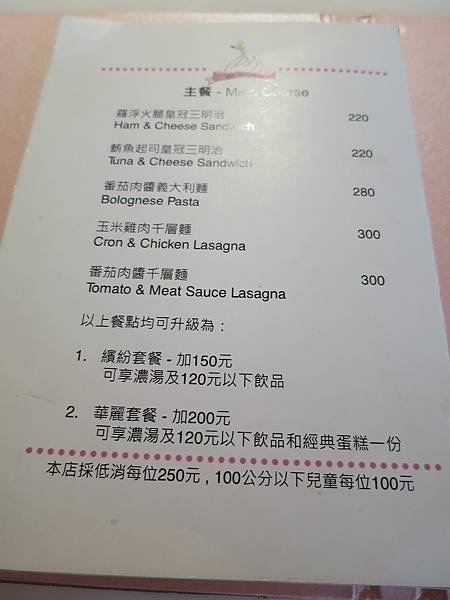 主餐 - Main Course
蘿浮火腿皇冠三明治 220
Ham & Cheese Sandwich
鮪魚起司皇冠三明治 220
Tuna & Cheese Sandwich
番茄肉醬義大利麵 280
Bolognese Pasta
玉米雞肉千層麵 300
Cron & Chicken Lasagna
番茄肉醬千層麵 300
Tomato & Meat Sauce Lasagna
以上餐點均可升級為：
1. 繽紛套餐 - 加150元
可享濃湯及120元以下飲品
2. 華麗套餐 - 加200元
可享濃湯及120元以下飲品和經典蛋糕一份
本店採低消每位250元 , 100公分以下兒童每位100元